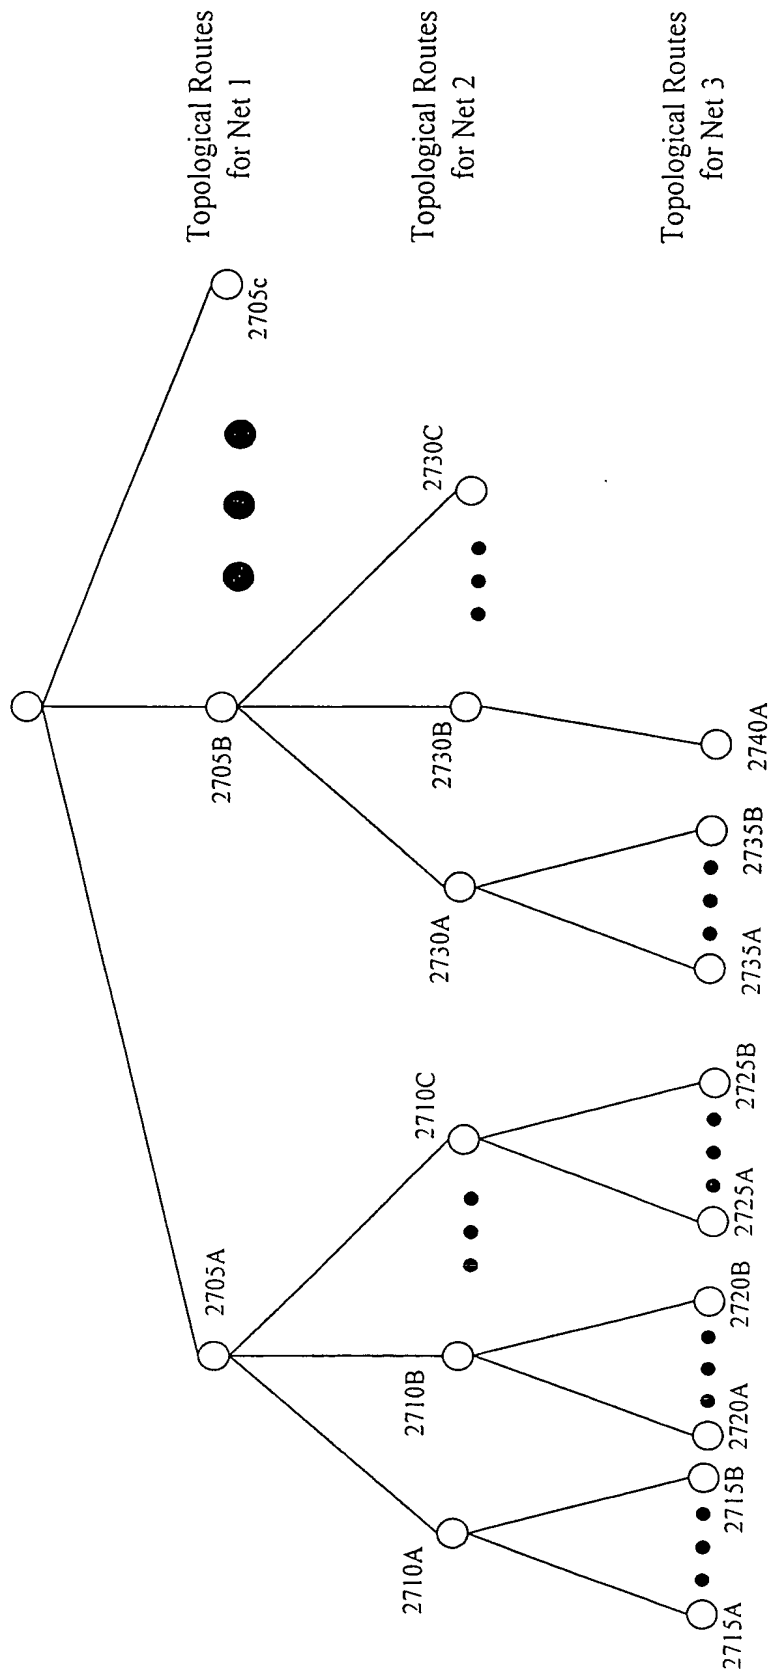 2705A
2705B
2705c
Topological Routes
for Net 1
2710A
2710B
2710C
2730A
2730B
2730C
Topological Routes
for Net 2
2715A
2715B
2720A
2720B
2725A
2725B
2735A
2735B
2740A
Topological Routes
for Net 3